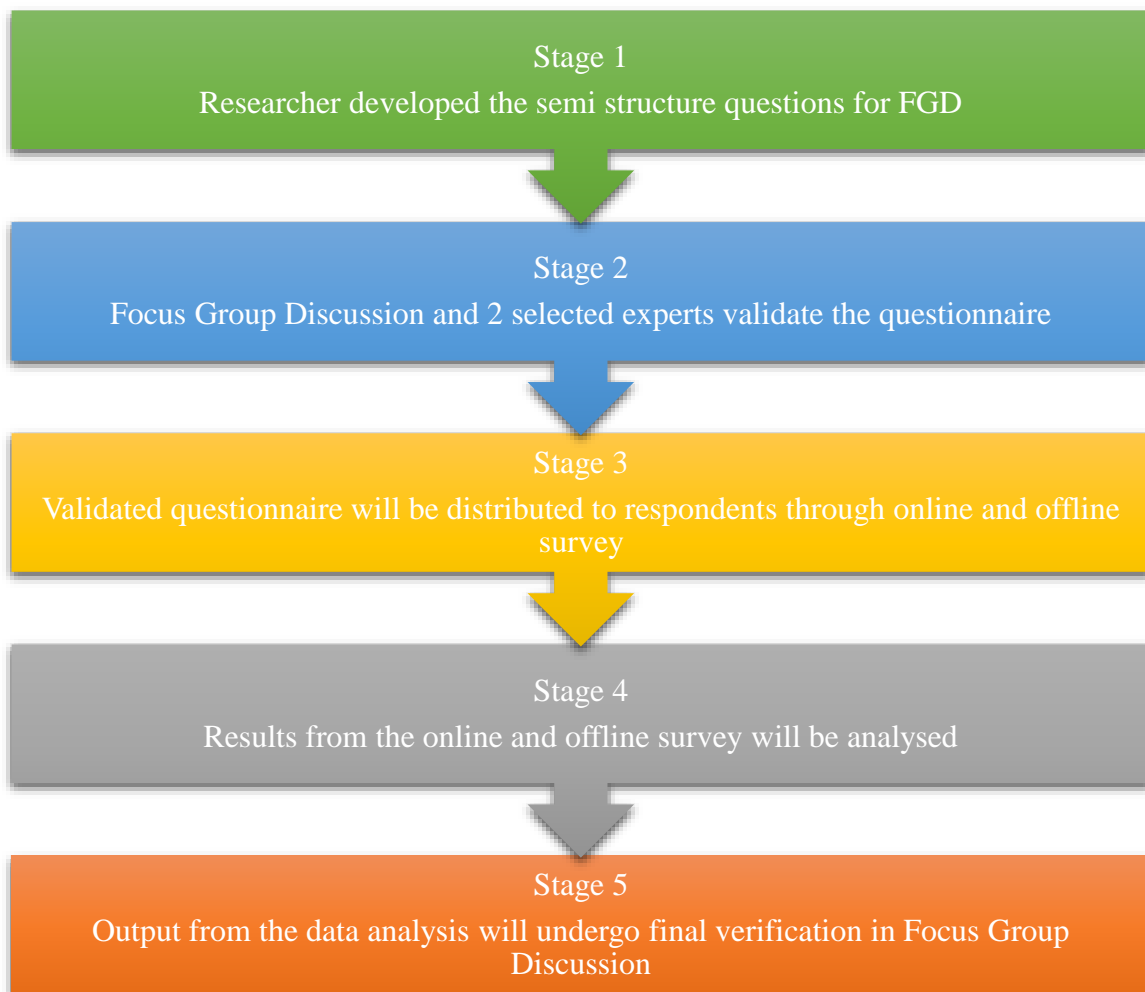 Stage 1
Researcher developed the semi structure questions for FGD
Stage 2
Focus Group Discussion and 2 selected experts validate the questionnaire
Stage 3
Validated questionnaire will be distributed to respondents through online and offline
survey
Stage 4
Results from the online and offline survey will be analysed
Stage 5
Output from the data analysis will undergo final verification in Focus Group
Discussion